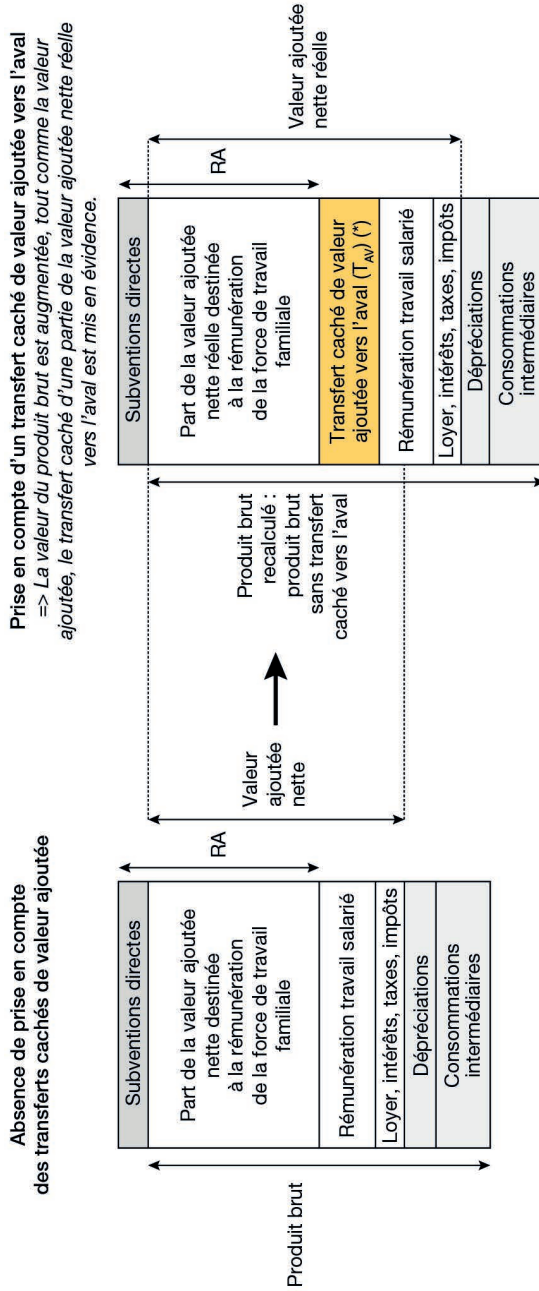 Absence de prise en compte
des transferts cachés de valeur ajoutée
Produit brut
Subventions directes
Part de la valeur ajoutée
nette destinée
à la rémunération
de la force de travail
familiale
Rémunération travail salarié
Loyer, intérêts, taxes, impôts
Dépréciations
Consommations
intermédiaires
RA
Valeur
ajoutée
nette
Prise en compte d'un transfert caché de valeur ajoutée vers l'aval
=> La valeur du produit brut est augmentée, tout comme la valeur
ajoutée, le transfert caché d'une partie de la valeur ajoutée nette réelle
vers l'aval est mis en évidence.
Produit brut
recalculé :
produit brut
sans transfert
caché vers l'aval
Subventions directes
Part de la valeur ajoutée
nette réelle destinée
à la rémunération
de la force de travail
familiale
Transfert caché de valeur
ajoutée vers l'aval (T_AV) (*)
Rémunération travail salarié
Loyer, intérêts, taxes, impôts
Dépréciations
Consommations
intermédiaires
RA
Valeur ajoutée
nette réelle